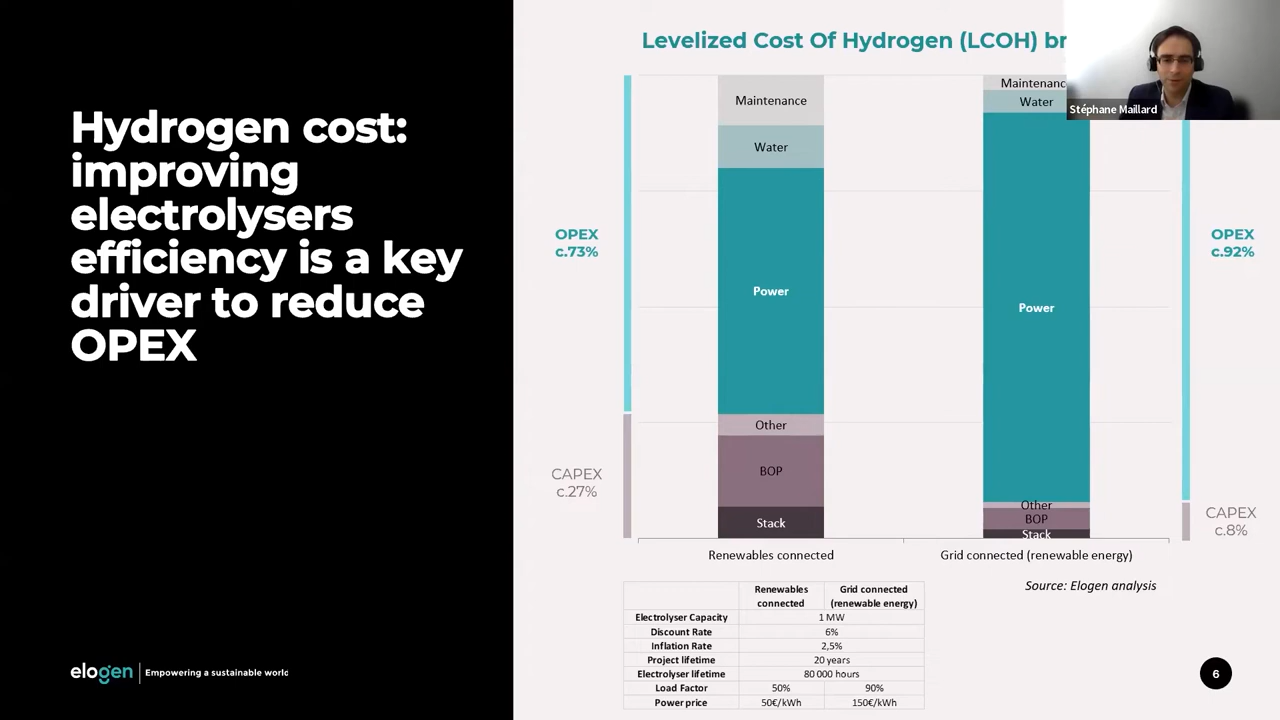 Hydrogen cost:
improving
electrolysers
efficiency is a key
driver to reduce
OPEX
elogen
Empowering a sustainable world
Levelized Cost Of Hydrogen (LCOH) br
Stéphane Maillard
OPEX
c.73%
CAPEX
c.27%
Maintenance
Water
Power
Other
BOP
Stack
Maintenanc
Water
Power
Other
BOP
Stack
OPEX
c.92%
CAPEX
c.8%
Renewables connected
Grid connected (renewable energy)
Source: Elogen analysis
Renewables connected Grid connected (renewable energy)
Electrolyser Capacity 1 MW
Discount Rate 6%
Inflation Rate 2,5%
Project lifetime 20 years
Electrolyser lifetime 80 000 hours
Load Factor 50% 90%
Power price 50€/kWh 150€/kWh
6